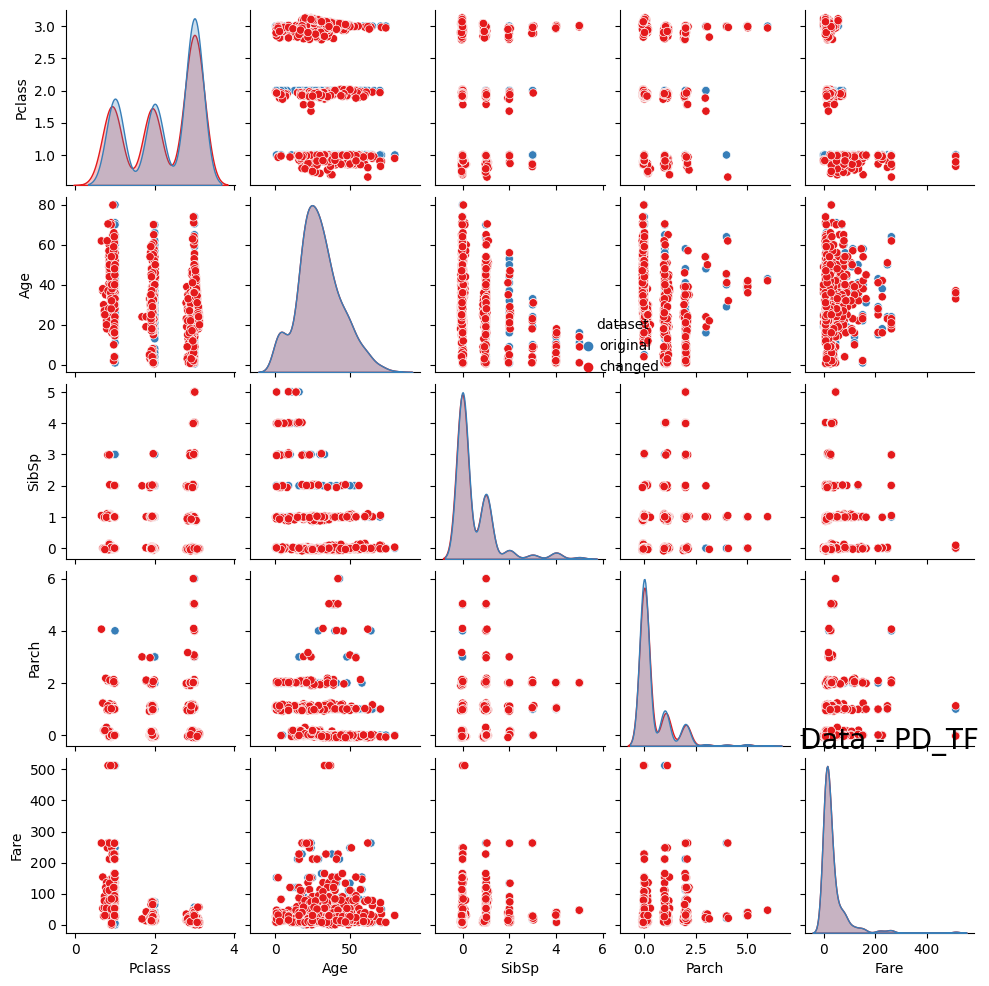 3.0
2.5
2.0
1.5
1.0
Pclass
80
60
40
20
0
Age
dataset
original
changed
5
4
3
2
1
0
SibSp
6
4
2
0
Parch
Data - PD_TF
500
400
300
200
100
0
Fare
0 2 4
0 50
0 2 4 6
0.0 2.5 5.0
0 200 400
Pclass Age SibSp Parch Fare